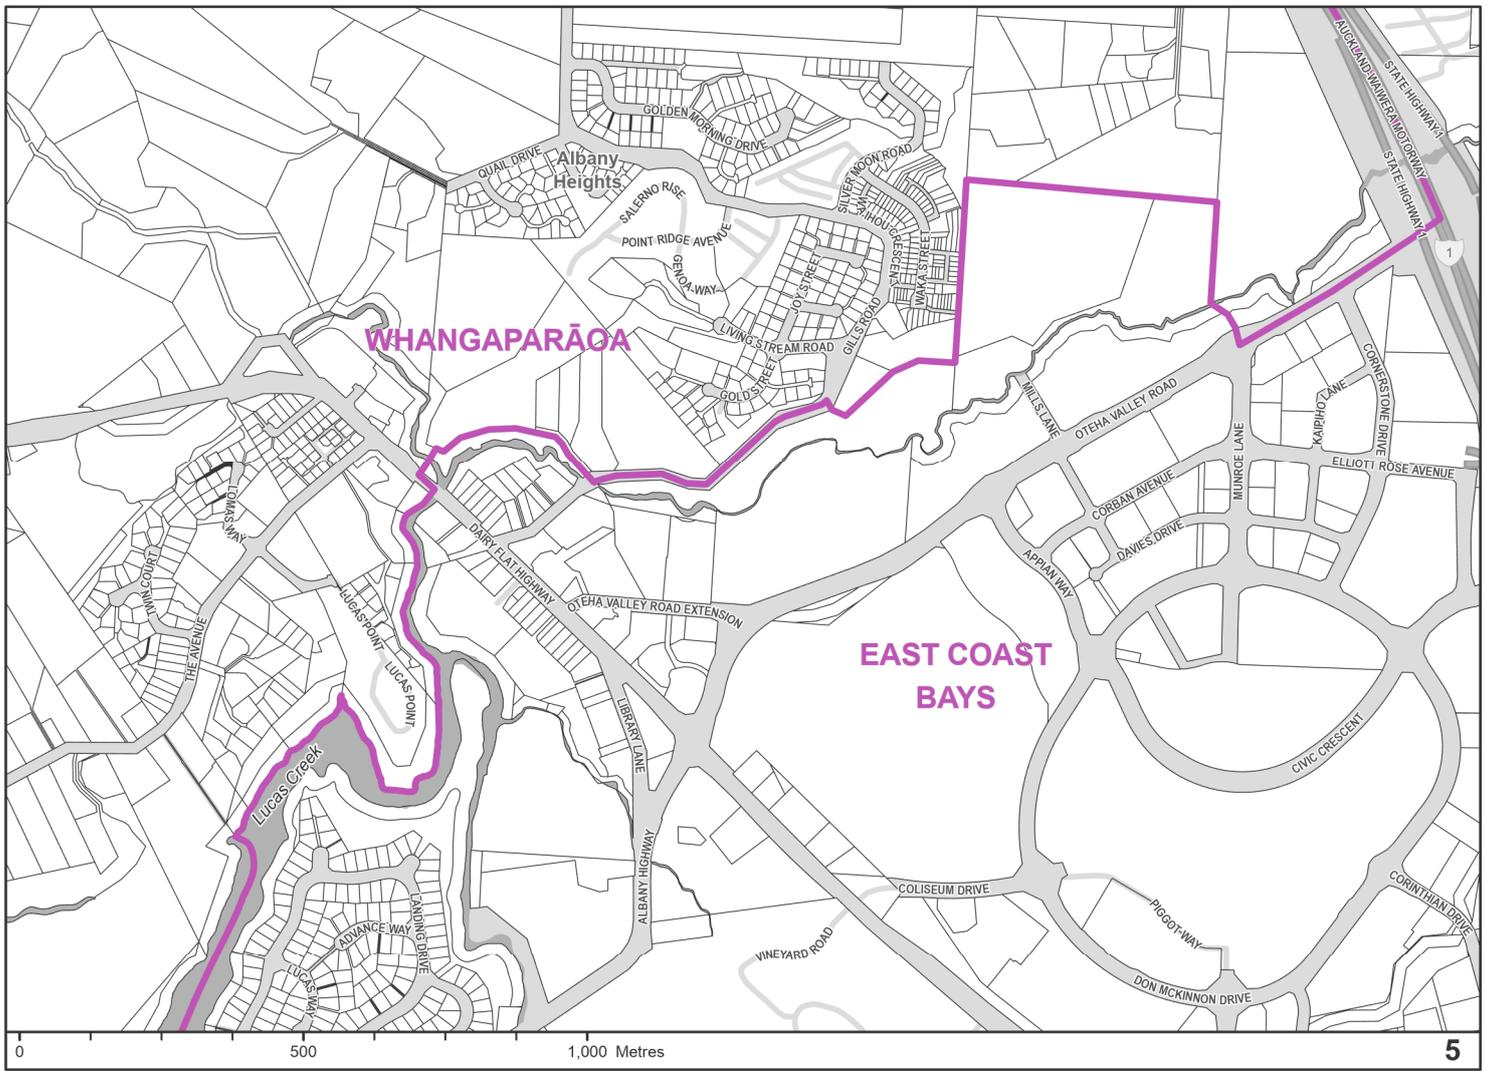 AUCKLAND-WAIWERA MOTORWAY
STATE HIGHWAY 1
STATE HIGHWAY 1
1
GOLDEN MORNING DRIVE
QUAIL DRIVE
Albany
Heights
SILVER MOON ROAD
SALERNO RISE
POINT RIDGE AVENUE
GENOA WAY
CRESCENT
WAKA STREET
JOY STREET
GILLS ROAD
LIVING STREAM ROAD
GOLD STREET
WHANGAPARĀOA
MILLS LANE
OTEHA VALLEY ROAD
KAIPIHO LANE
CORNERSTONE DRIVE
MUNROE LANE
ELLIOTT ROSE AVENUE
CORBAN AVENUE
DAVIES DRIVE
APPIAN WAY
LOMAS WAY
DAIRY FLAT HIGHWAY
OTEHA VALLEY ROAD EXTENSION
TWIN COURT
THE AVENUE
LUCAS POINT
LUCAS POINT
EAST COAST
BAYS
LIBRARY LANE
CIVIC CRESCENT
Lucas Creek
ALBANY HIGHWAY
COLISEUM DRIVE
CORINTHIAN DRIVE
PIGGOT WAY
VINEYARD ROAD
DON MCKINNON DRIVE
LANDING DRIVE
ADVANCE WAY
LUCAS WAY
0 500 1,000 Metres
5